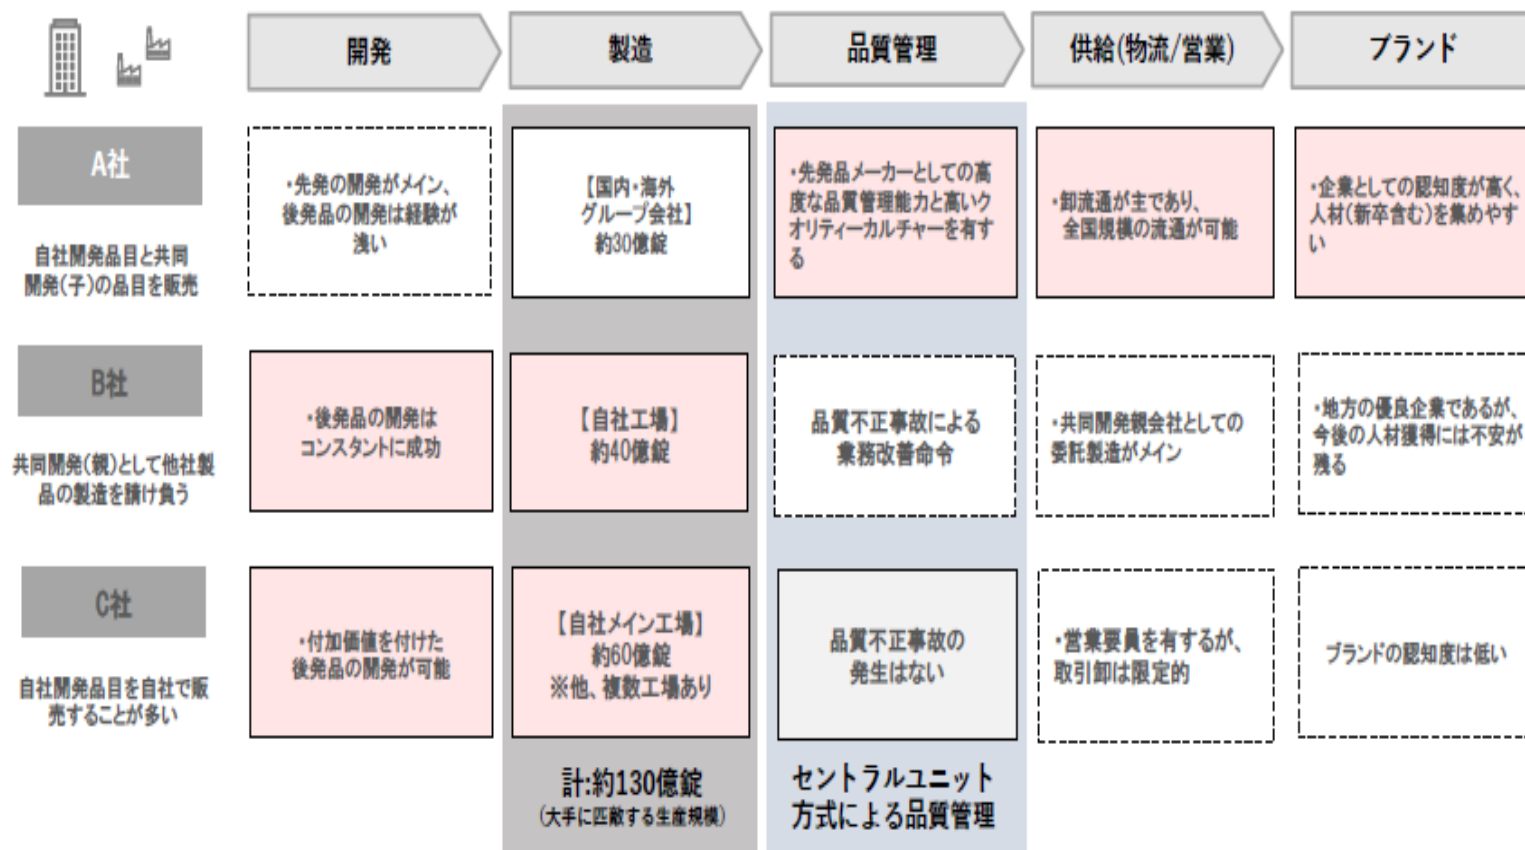 開発
製造
品質管理
供給(物流/営業)
ブランド
A社
自社開発品目と共同
開発(子)の品目を販売
・先発の開発がメイン、
後発品の開発は経験が
浅い
【国内・海外
グループ会社】
約30億錠
・先発品メーカーとしての高
度な品質管理能力と高いク
オリティーカルチャーを有す
る
・卸流通が主であり、
全国規模の流通が可能
・企業としての認知度が高く、
人材(新卒含む)を集めやす
い
B社
共同開発(親)として他社製
品の製造を請け負う
・後発品の開発は
コンスタントに成功
【自社工場】
約40億錠
品質不正事故による
業務改善命令
・共同開発親会社としての
委託製造がメイン
・地方の優良企業であるが、
今後の人材獲得には不安が
残る
C社
自社開発品目を自社で販
売することが多い
・付加価値を付けた
後発品の開発が可能
【自社メイン工場】
約60億錠
※他、複数工場あり
品質不正事故の
発生はない
・営業要員を有するが、
取引卸は限定的
ブランドの認知度は低い
計:約130億錠
(大手に匹敵する生産規模)
セントラルユニット
方式による品質管理